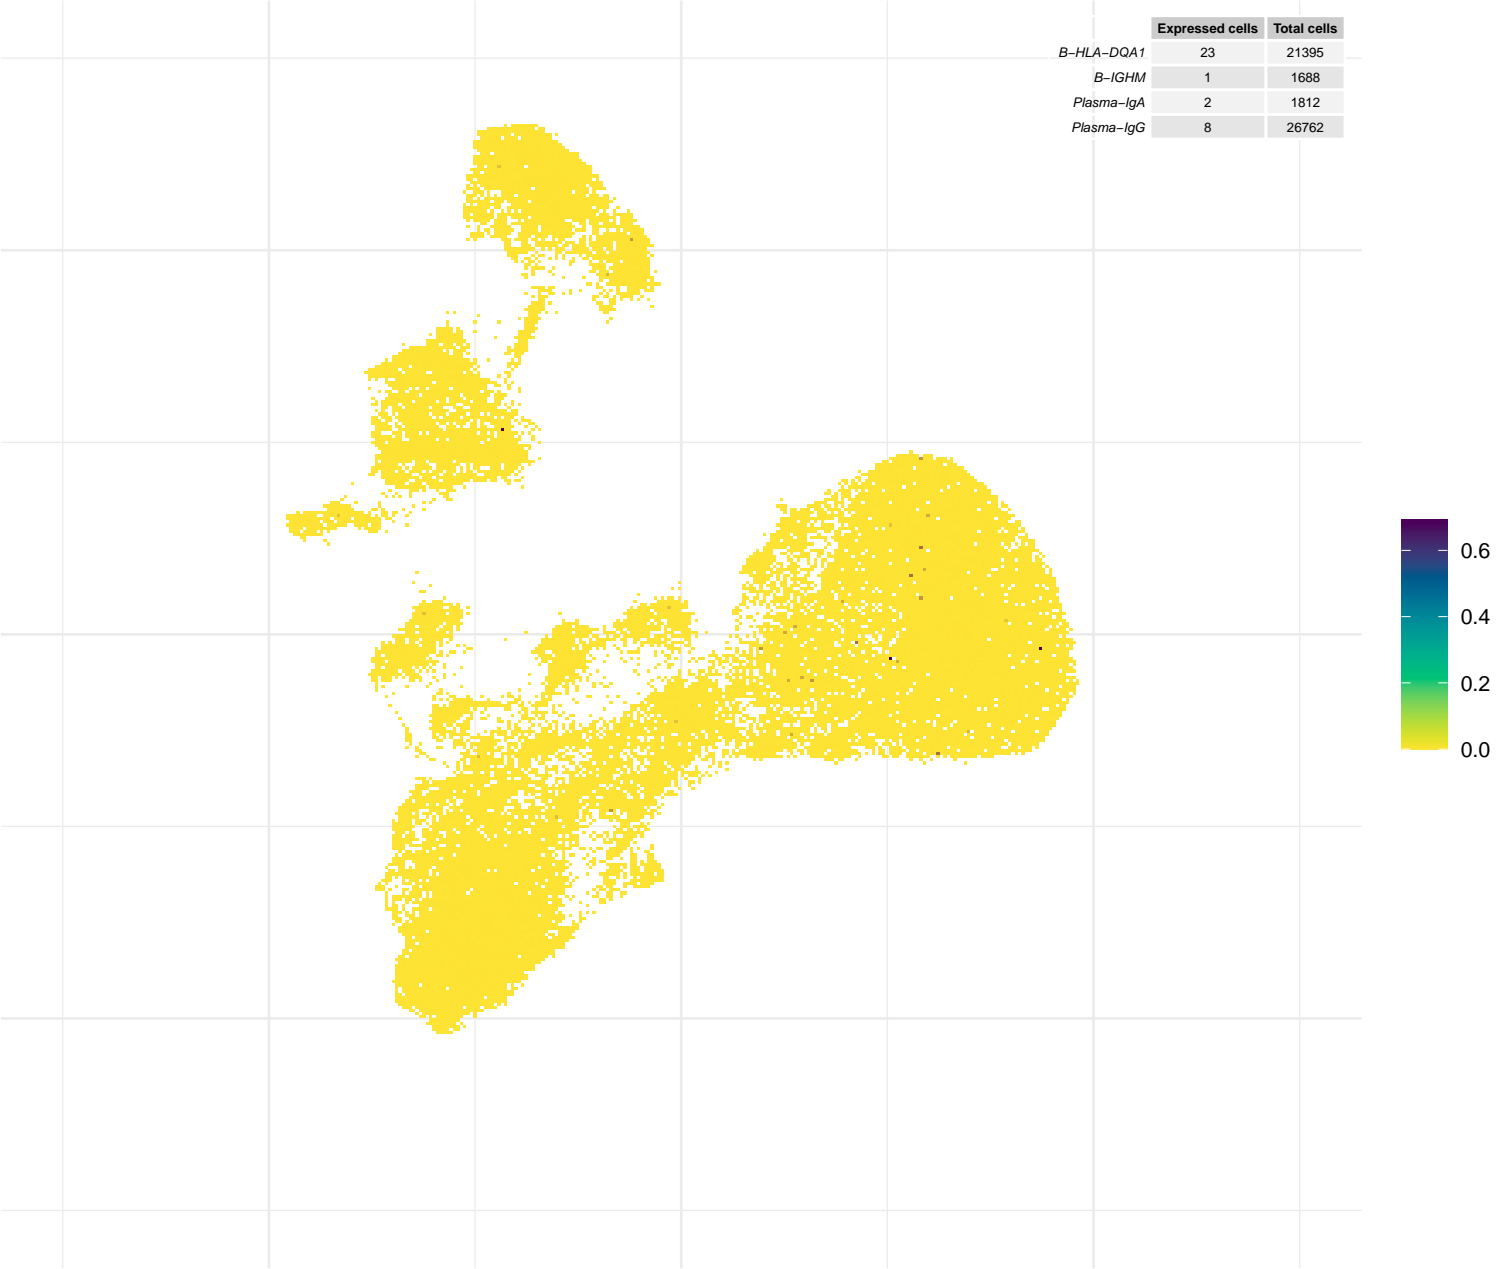 Expressed cells Total cells
B−HLA−DQA1 23 21395
B−IGHM 1 1688
Plasma−IgA 2 1812
Plasma−IgG 8 26762
0.6
0.4
0.2
0.0